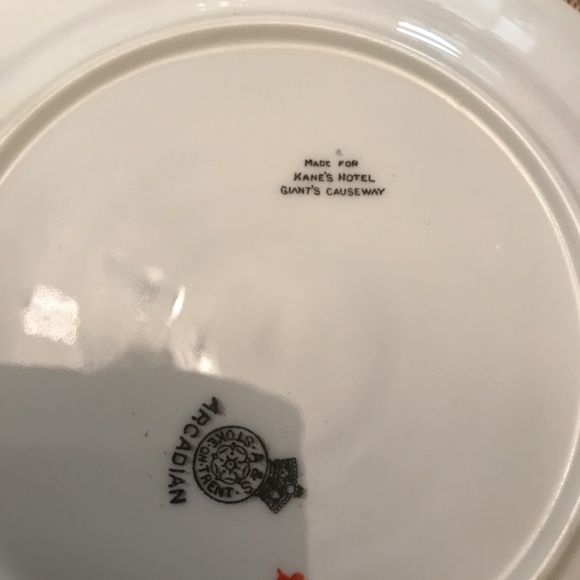 MADE FOR
KANE'S HOTEL
GIANT'S CAUSEWAY
ARCADIAN
A & S
STOKE·ON·TRENT·